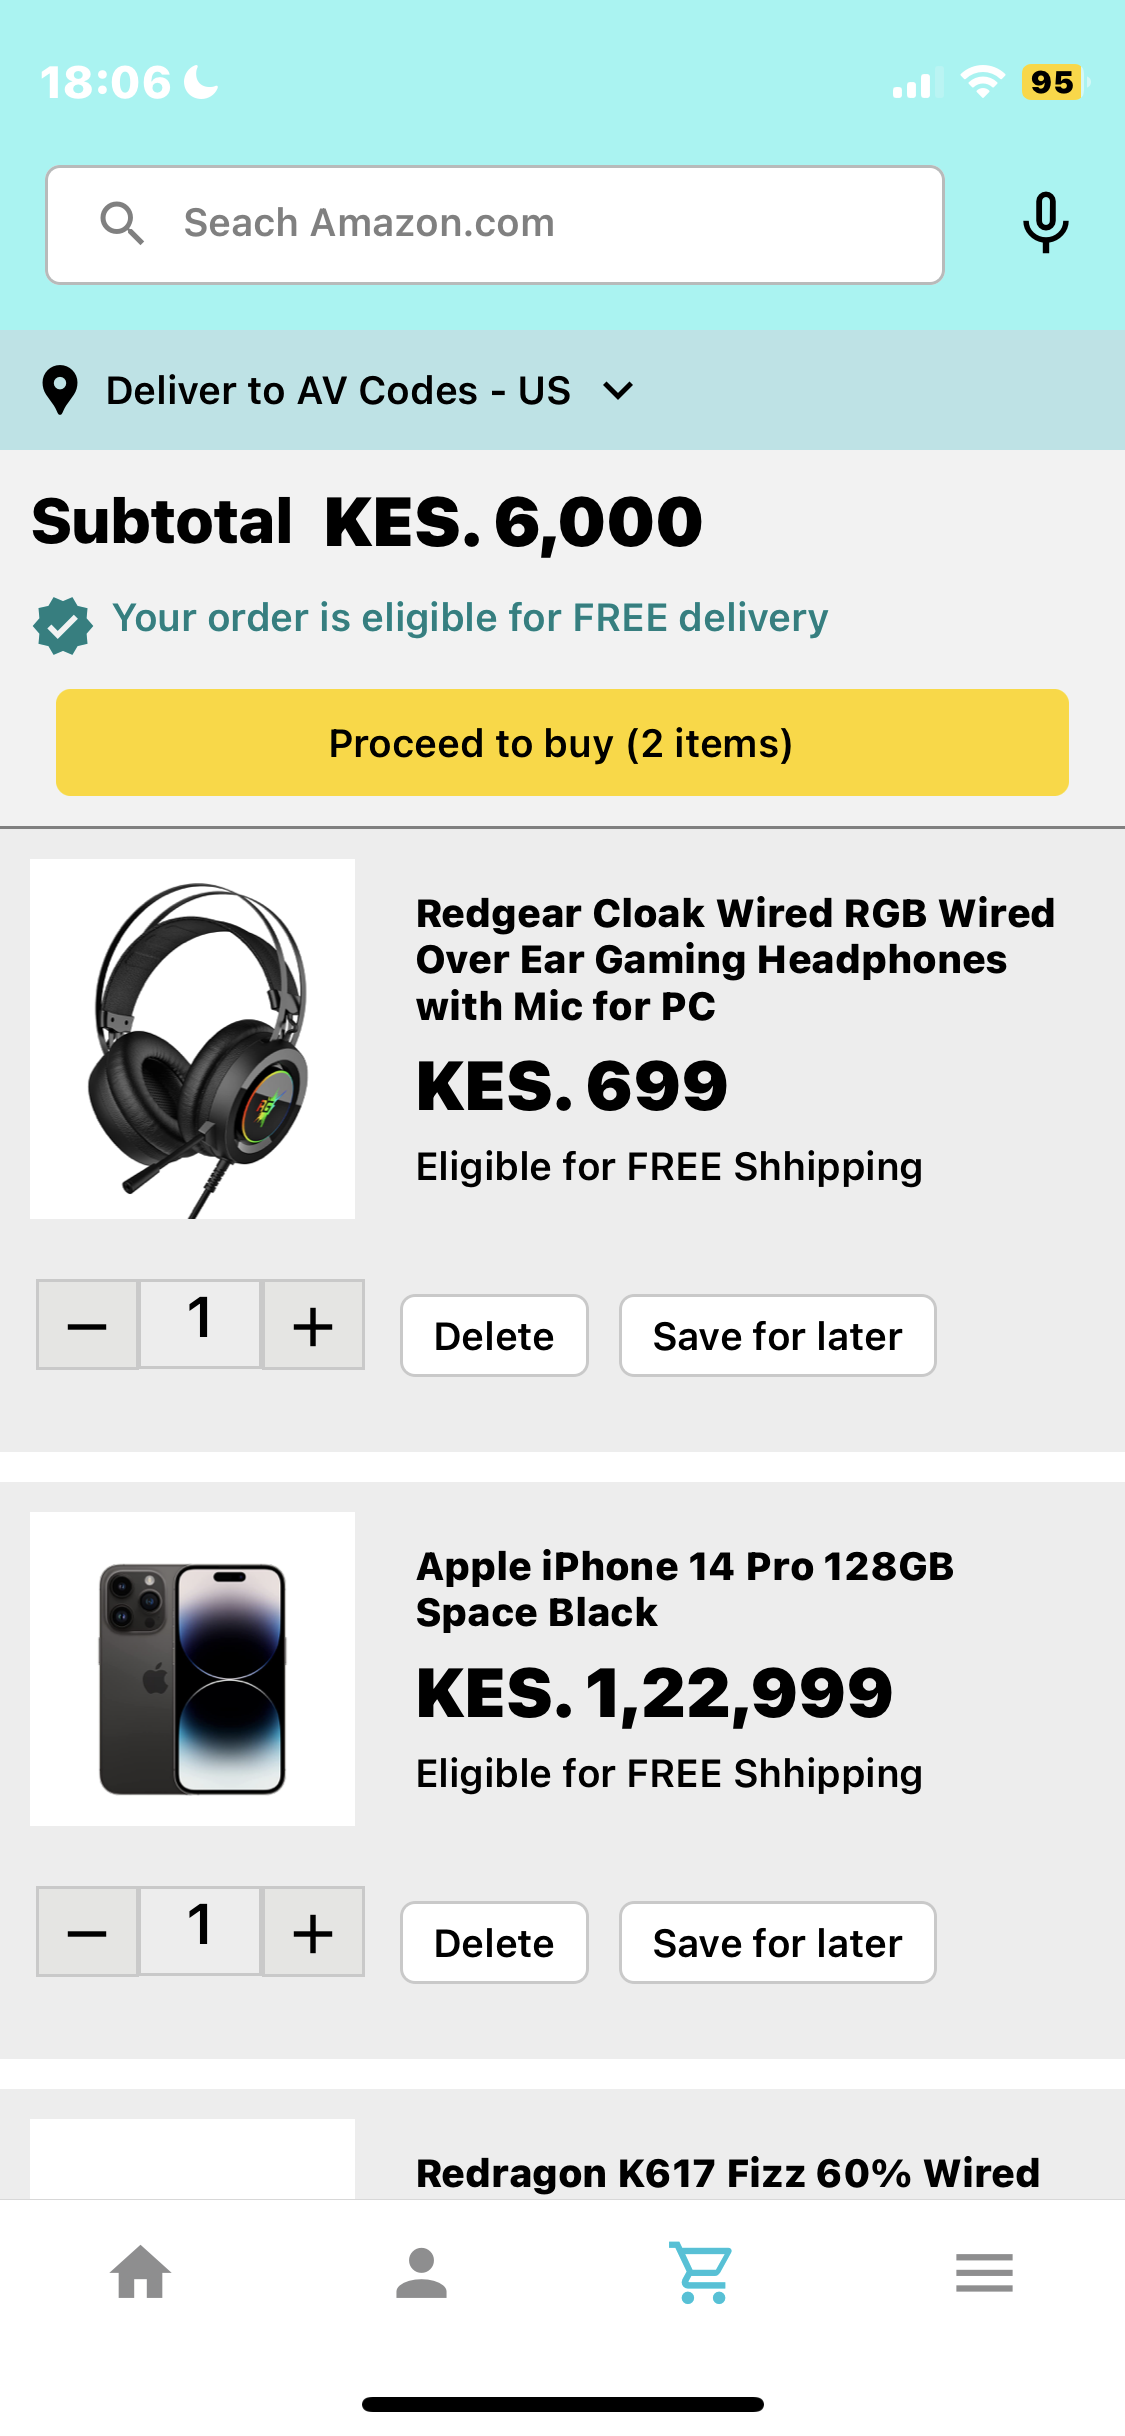 18:06
95
Seach Amazon.com
Deliver to AV Codes - US
Subtotal KES. 6,000
Your order is eligible for FREE delivery
Proceed to buy (2 items)
Redgear Cloak Wired RGB Wired
Over Ear Gaming Headphones
with Mic for PC
KES. 699
Eligible for FREE Shhipping
1
Delete
Save for later
Apple iPhone 14 Pro 128GB
Space Black
KES. 1,22,999
Eligible for FREE Shhipping
1
Delete
Save for later
Redragon K617 Fizz 60% Wired